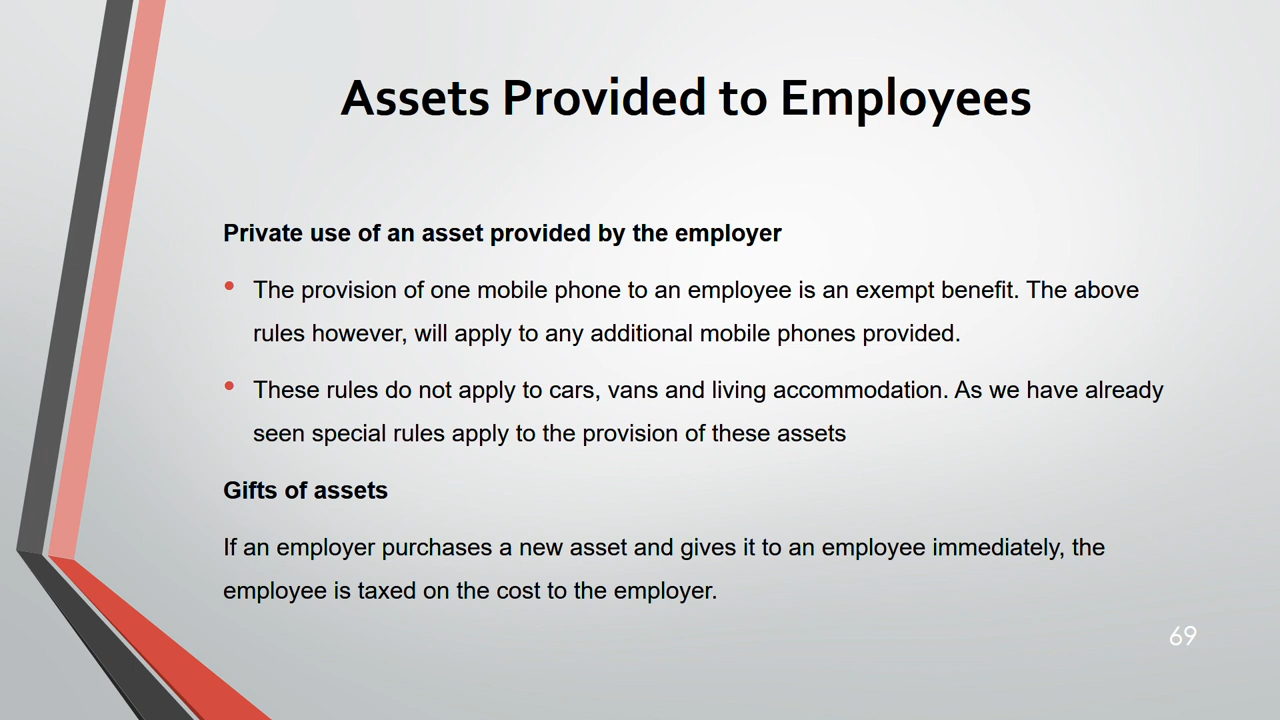 Assets Provided to Employees
Private use of an asset provided by the employer
• The provision of one mobile phone to an employee is an exempt benefit. The above
rules however, will apply to any additional mobile phones provided.
• These rules do not apply to cars, vans and living accommodation. As we have already
seen special rules apply to the provision of these assets
Gifts of assets
If an employer purchases a new asset and gives it to an employee immediately, the
employee is taxed on the cost to the employer.
69